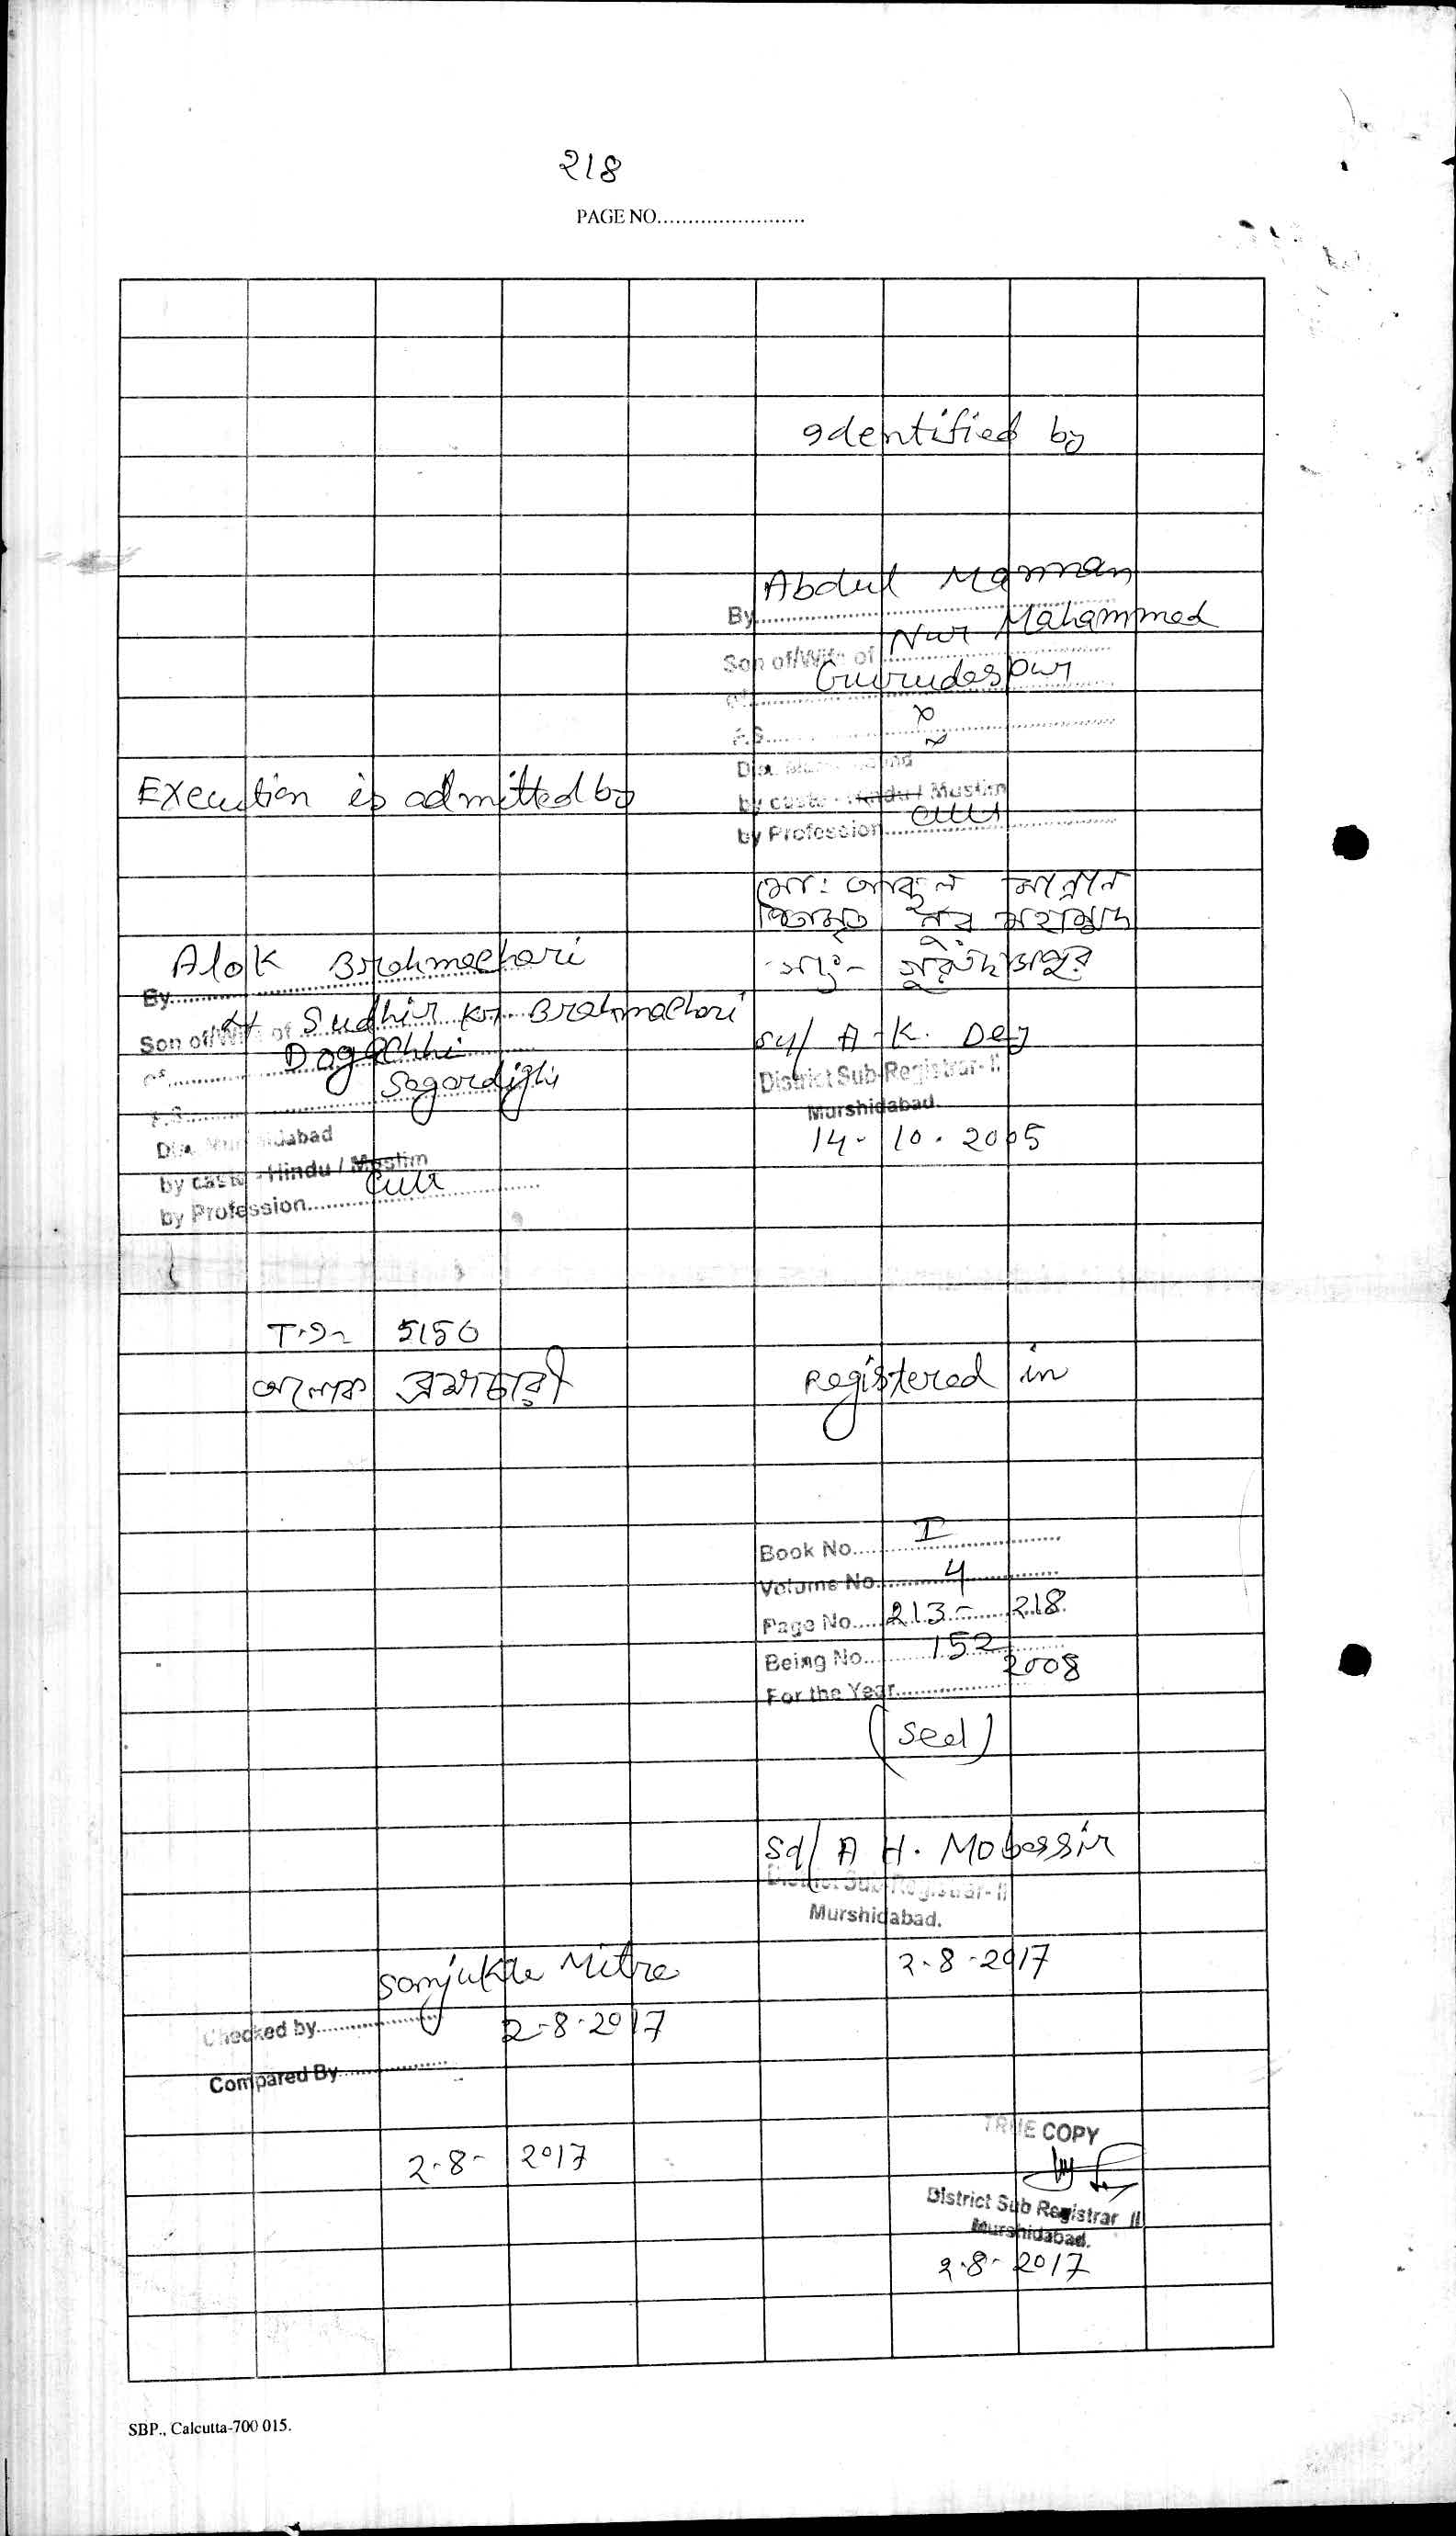 218
PAGE NO.........................
Identified by
Abdul Mannan
By
Nur Mahammed
Son of/Wife of
Gurudaspur
of
P.S.
x
x
Dist. Murshidabad
by caste - Hindu / Muslim
by Profession
মো: আব্দুল মান্নান
পিতামৃত নুর মহাম্মদ
সাং- গুরুদাসপুর
Sd/ A. K. Dey
District Sub-Registrar-II
Murshidabad.
14-10.2005
Execution is admitted by
Alok Brahmachari
By
Sudhir Kr. Brahmachari
Son of/Wife of
Dogachhi
of
Sagardighi
P.S.
Dist. Murshidabad
by caste - Hindu / Muslim
by Profession
5150
অলোক ব্রহ্মচারী
Registered in
Book No. I
Volume No. 4
Page No. 213- 218
Being No. 152
For the Year 2008
(Seal)
Sd/ A H. Mobassir
District Sub-Registrar-II
Murshidabad.
2-8-2017
Sanjukta Mitra
Checked by 2-8-2017
Compared By
2-8-2017
TRUE COPY
District Sub Registrar II
Murshidabad.
2-8-2017
SBP., Calcutta-700 015.